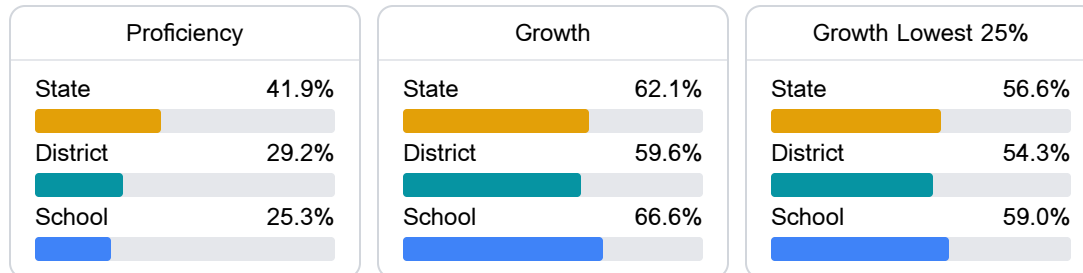 Proficiency
State 41.9%
District 29.2%
School 25.3%
Growth
State 62.1%
District 59.6%
School 66.6%
Growth Lowest 25%
State 56.6%
District 54.3%
School 59.0%